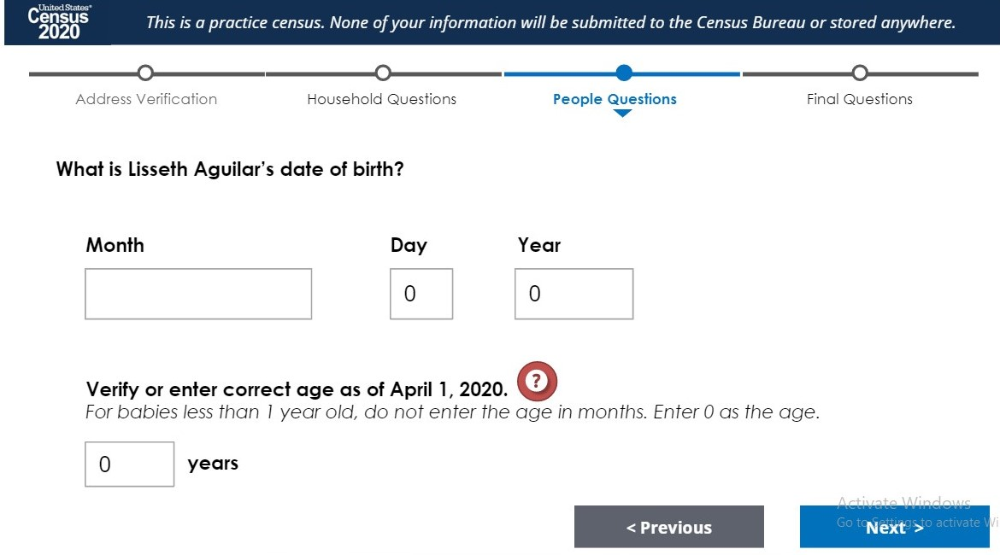 United States®
Census
2020
This is a practice census. None of your information will be submitted to the Census Bureau or stored anywhere.
Address Verification
Household Questions
People Questions
Final Questions
What is Lisseth Aguilar’s date of birth?
Month Day Year
0 0
Verify or enter correct age as of April 1, 2020. ?
For babies less than 1 year old, do not enter the age in months. Enter 0 as the age.
0 years
Activate Windows
Go to Settings to activate Wi
< Previous
Next >